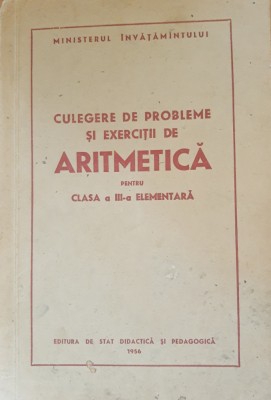 MINISTERUL ÎNVĂȚĂMÎNTULUI
CULEGERE DE PROBLEME
ȘI EXERCIȚII DE
ARITMETICĂ
PENTRU
CLASA a III-a ELEMENTARĂ
EDITURA DE STAT DIDACTICĂ ȘI PEDAGOGICĂ
1956